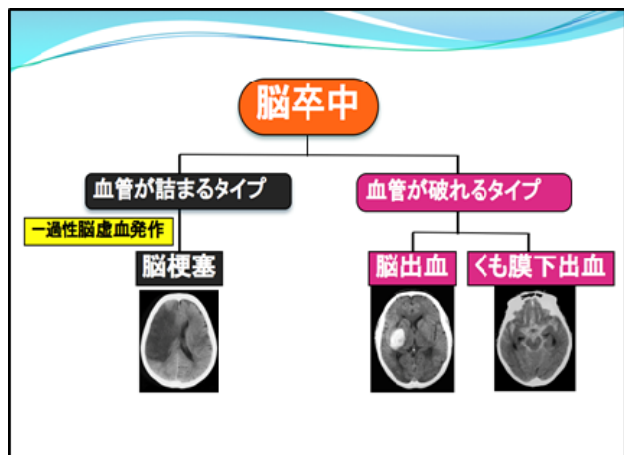 脳卒中
血管が詰まるタイプ
血管が破れるタイプ
一過性脳虚血発作
脳梗塞
脳出血
くも膜下出血